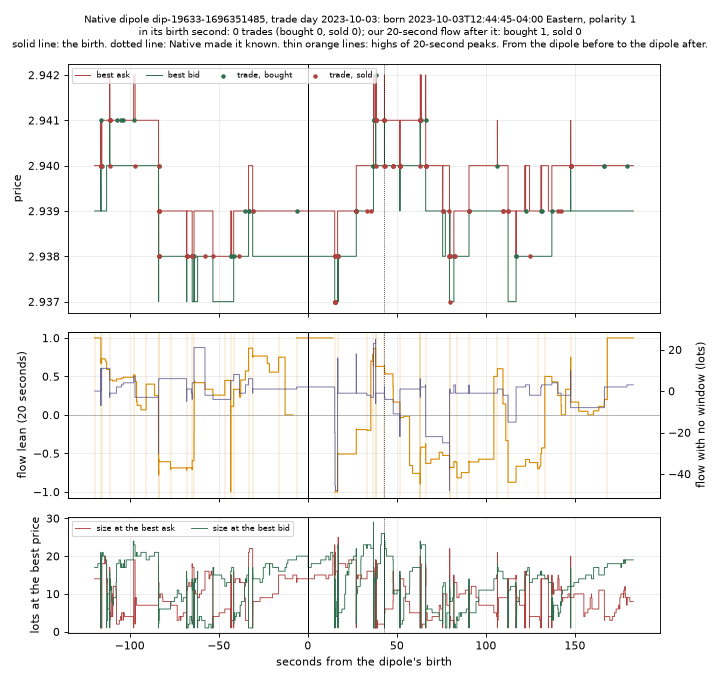 Native dipole dip-19633-1696351485, trade day 2023-10-03: born 2023-10-03T12:44:45-04:00 Eastern, polarity 1
in its birth second: 0 trades (bought 0, sold 0); our 20-second flow after it: bought 1, sold 0
solid line: the birth. dotted line: Native made it known. thin orange lines: highs of 20-second peaks. From the dipole before to the dipole after.
best ask
best bid
trade, bought
trade, sold
2.942
2.941
2.940
2.939
2.938
2.937
price
1.0
0.5
0.0
−0.5
−1.0
flow lean (20 seconds)
20
0
−20
−40
flow with no window (lots)
size at the best ask
size at the best bid
30
20
10
0
lots at the best price
−100
−50
0
50
100
150
seconds from the dipole's birth